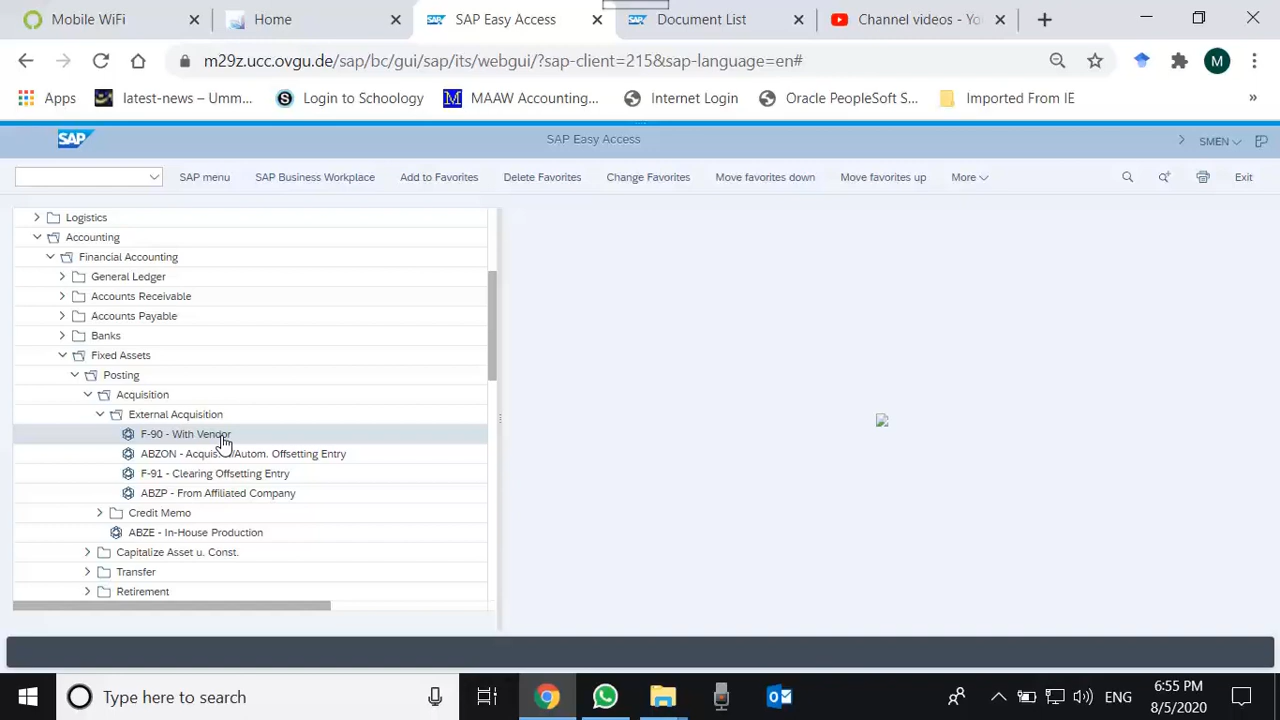 Mobile WiFi
Home
SAP Easy Access
Document List
Channel videos - Yo
m29z.ucc.ovgu.de/sap/bc/gui/sap/its/webgui/?sap-client=215&sap-language=en#
M
Apps
latest-news – Umm...
S
Login to Schoology
M
MAAW Accounting...
Internet Login
Oracle PeopleSoft S...
Imported From IE
»
SAP
SAP Easy Access
SMEN
SAP menu
SAP Business Workplace
Add to Favorites
Delete Favorites
Change Favorites
Move favorites down
Move favorites up
More
Exit
Logistics
Accounting
Financial Accounting
General Ledger
Accounts Receivable
Accounts Payable
Banks
Fixed Assets
Posting
Acquisition
External Acquisition
F-90 - With Vendor
ABZON - Acquis./Autom. Offsetting Entry
F-91 - Clearing Offsetting Entry
ABZP - From Affiliated Company
Credit Memo
ABZE - In-House Production
Capitalize Asset u. Const.
Transfer
Retirement
Type here to search
ENG
6:55 PM
8/5/2020